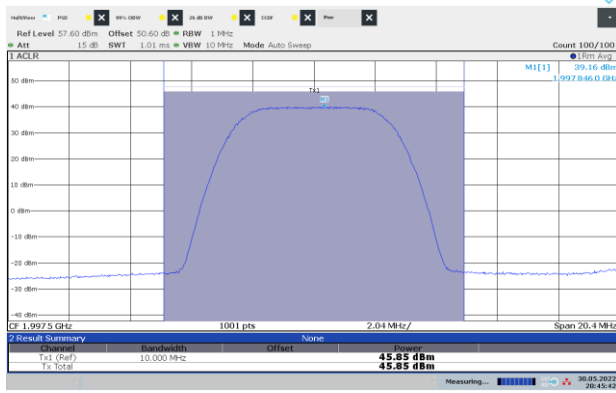 MultiView PSD 99% OBW 26 dB BW CCDF Pwr
Ref Level 57.60 dBm Offset 50.60 dB RBW 1 MHz
Att 15 dB SWT 1.01 ms VBW 10 MHz Mode Auto Sweep Count 100/100
1 ACLR 1Rm Avg
M1[1] 39.16 dBm
1.997846 0 GHz
50 dBm
Tx1
M1
40 dBm
30 dBm
20 dBm
10 dBm
0 dBm
-10 dBm
-20 dBm
-30 dBm
-40 dBm
CF 1.9975 GHz 1001 pts 2.04 MHz/ Span 20.4 MHz
2 Result Summary None
Channel Bandwidth Offset Power
Tx1 (Ref) 10.000 MHz 45.85 dBm
Tx Total 45.85 dBm
Measuring... 30.05.2022
20:45:42